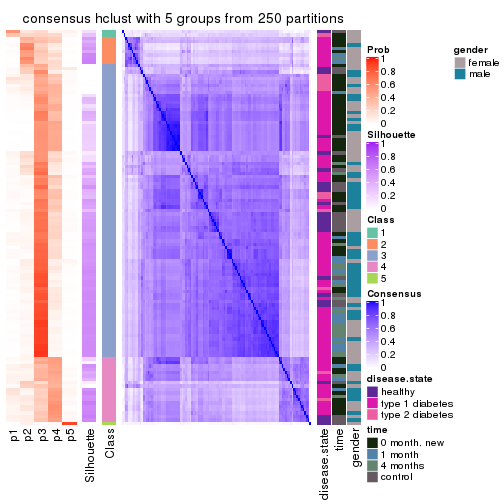 consensus hclust with 5 groups from 250 partitions
Prob
1
0.8
0.6
0.4
0.2
0
gender
female
male
Silhouette
1
0.8
0.6
0.4
0.2
0
Class
1
2
3
4
5
Consensus
1
0.8
0.6
0.4
0.2
0
disease.state
healthy
type 1 diabetes
type 2 diabetes
time
0 month. new
1 month
4 months
control
p1
p2
p3
p4
p5
Silhouette
Class
disease.state
time
gender